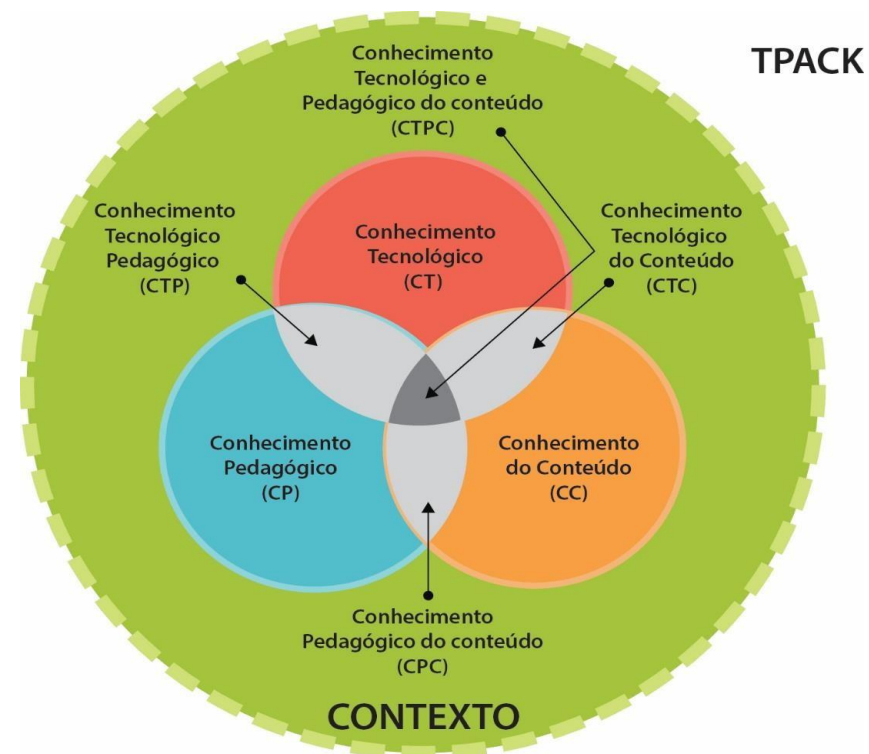 TPACK
Conhecimento
Tecnológico e
Pedagógico do conteúdo
(CTPC)
Conhecimento
Tecnológico
Pedagógico
(CTP)
Conhecimento
Tecnológico
(CT)
Conhecimento
Tecnológico
do Conteúdo
(CTC)
Conhecimento
Pedagógico
(CP)
Conhecimento
do Conteúdo
(CC)
Conhecimento
Pedagógico do conteúdo
(CPC)
CONTEXTO